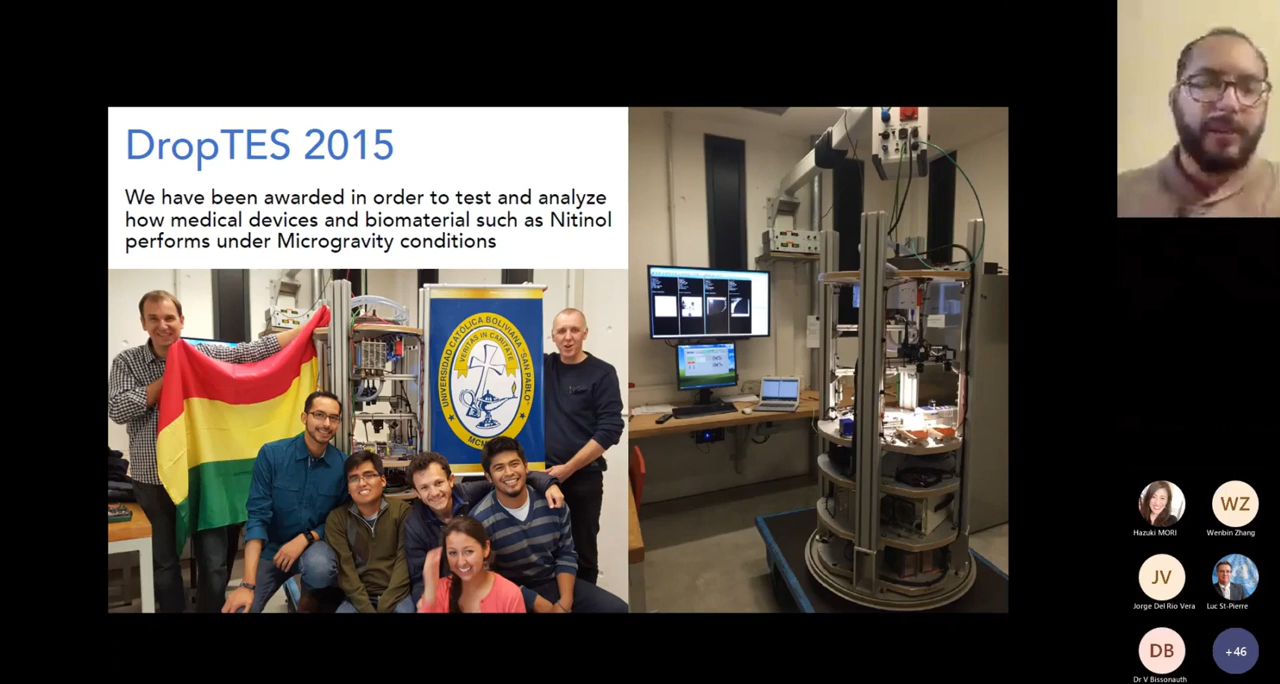 DropTES 2015
We have been awarded in order to test and analyze
how medical devices and biomaterial such as Nitinol
performs under Microgravity conditions
UNIVERSIDAD CATÓLICA BOLIVIANA "SAN PABLO"
VERITAS IN CARITATE
Hazuki MORI
WZ
Wenbin Zhang
JV
Jorge Del Rio Vera
Luc St-Pierre
DB
Dr V Bissonauth
+46